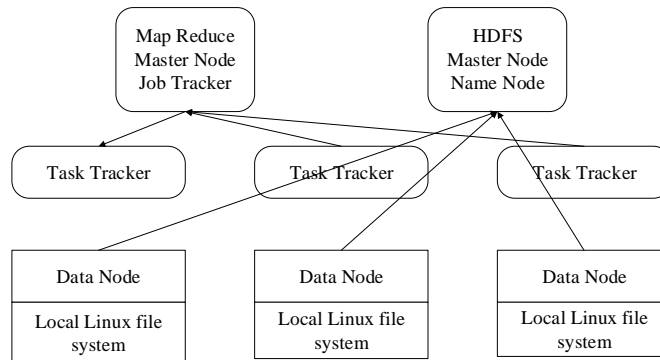 Map Reduce
Master Node
Job Tracker
HDFS
Master Node
Name Node
Task Tracker
Task Tracker
Task Tracker
Data Node
Local Linux file
system
Data Node
Local Linux file
system
Data Node
Local Linux file
system